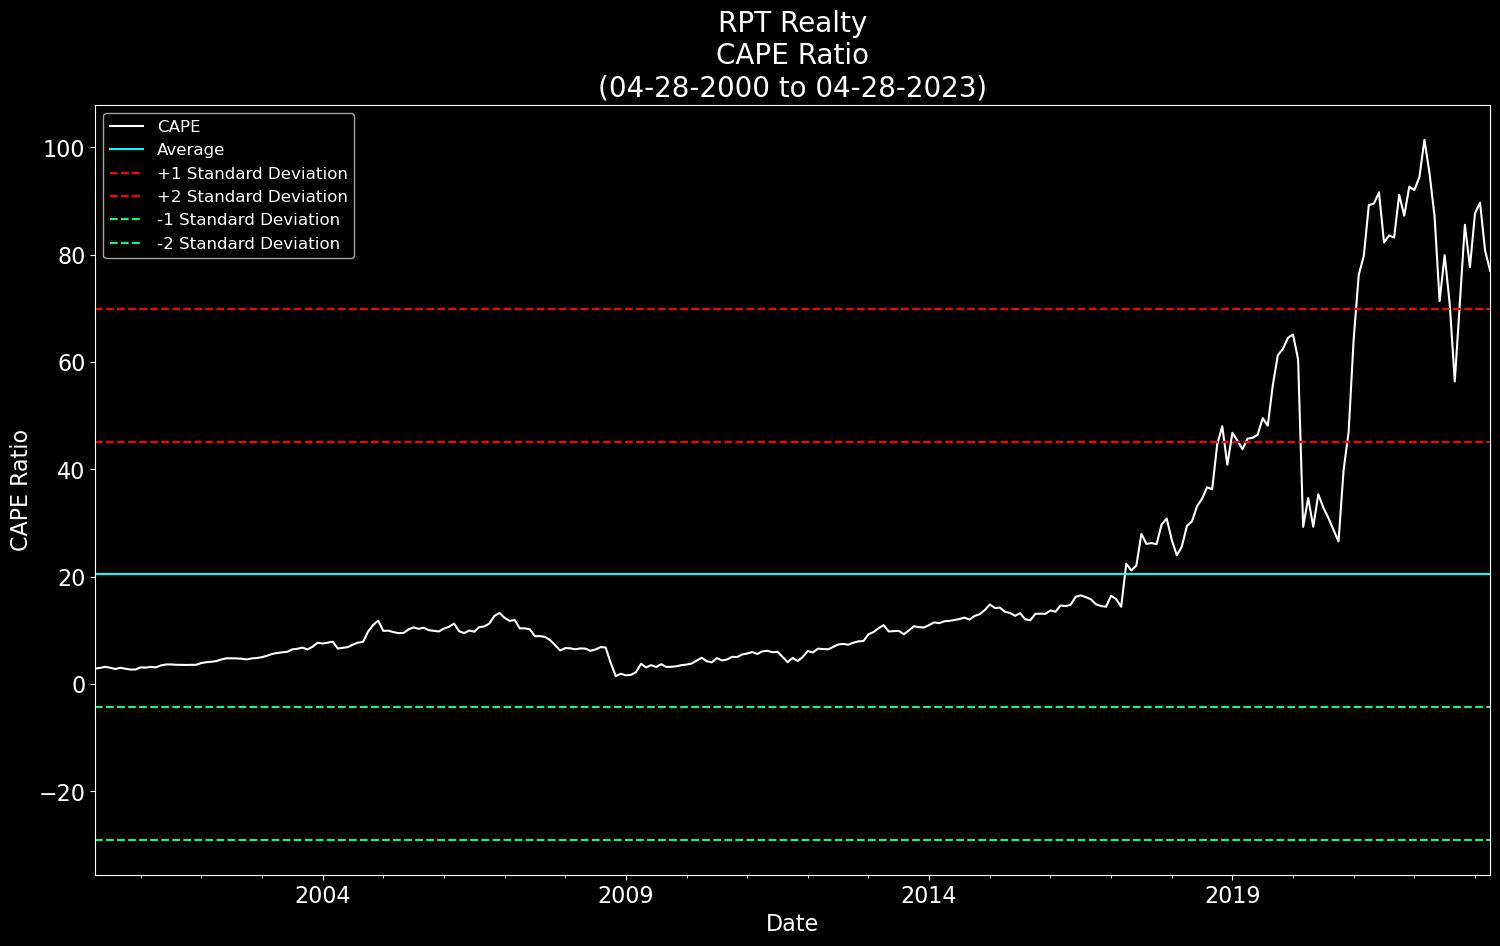 RPT Realty
CAPE Ratio
(04-28-2000 to 04-28-2023)
CAPE
Average
+1 Standard Deviation
+2 Standard Deviation
-1 Standard Deviation
-2 Standard Deviation
100
80
60
40
20
0
−20
CAPE Ratio
2004 2009 2014 2019
Date